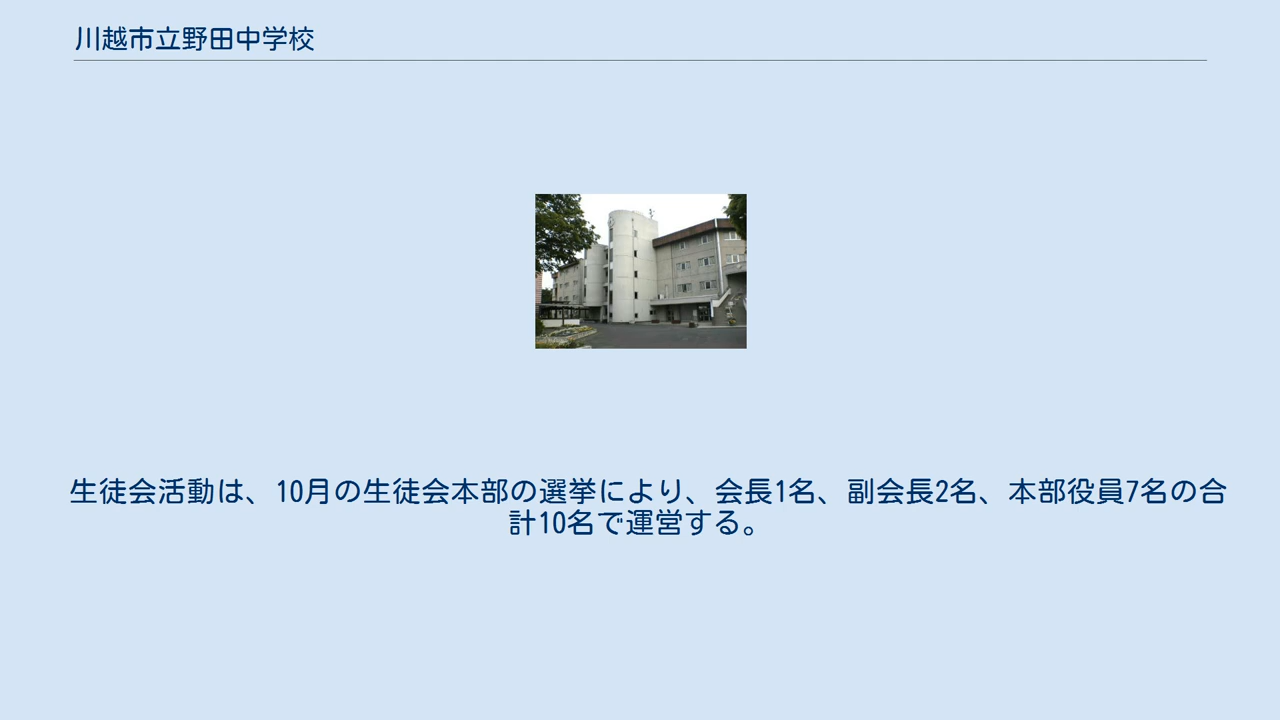 川越市立野田中学校
生徒会活動は、10月の生徒会本部の選挙により、会長1名、副会長2名、本部役員7名の合
計10名で運営する。